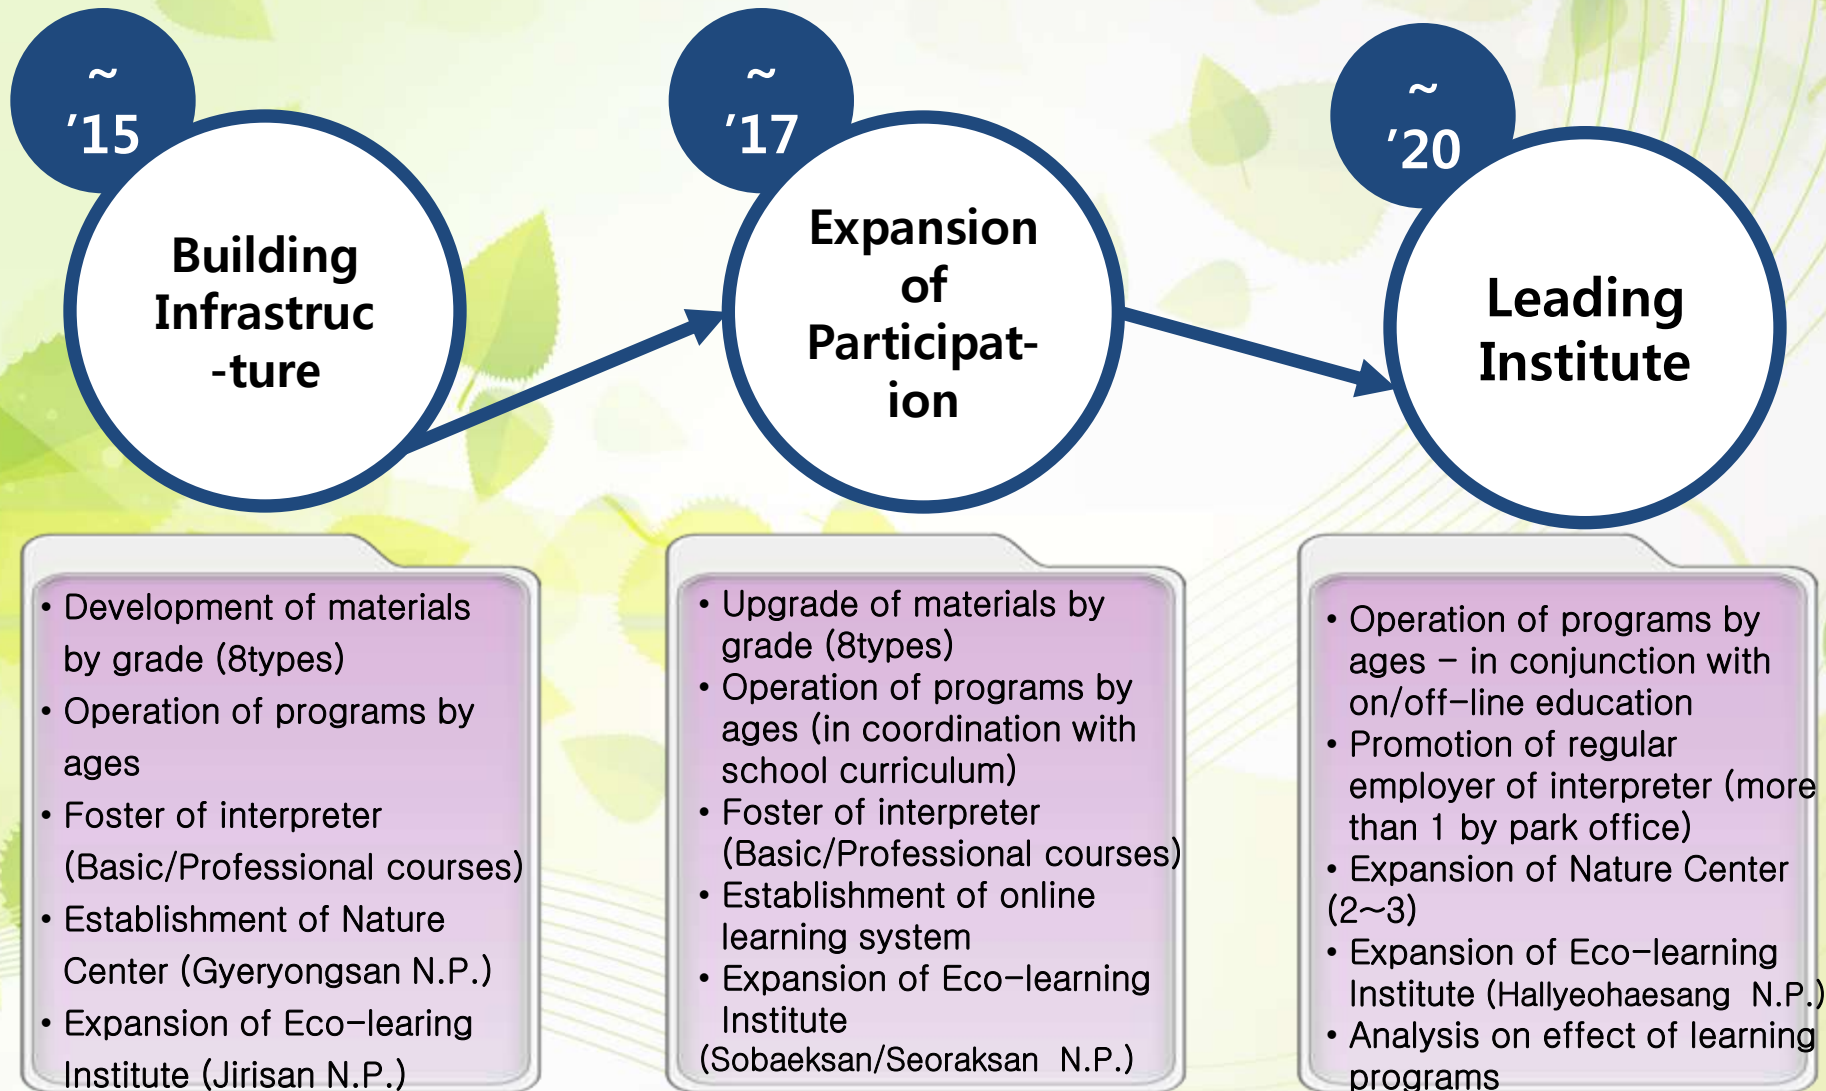 ~
’15
Building
Infrastruc
-ture
• Development of materials
by grade (8types)
• Operation of programs by
ages
• Foster of interpreter
(Basic/Professional courses)
• Establishment of Nature
Center (Gyeryongsan N.P.)
• Expansion of Eco-learing
Institute (Jirisan N.P.)
~
’17
Expansion
of
Participat-
ion
• Upgrade of materials by
grade (8types)
• Operation of programs by
ages (in coordination with
school curriculum)
• Foster of interpreter
(Basic/Professional courses)
• Establishment of online
learning system
• Expansion of Eco-learning
Institute
(Sobaeksan/Seoraksan N.P.)
~
’20
Leading
Institute
• Operation of programs by
ages – in conjunction with
on/off-line education
• Promotion of regular
employer of interpreter (more
than 1 by park office)
• Expansion of Nature Center
(2~3)
• Expansion of Eco-learning
Institute (Hallyeohaesang N.P.)
• Analysis on effect of learning
programs